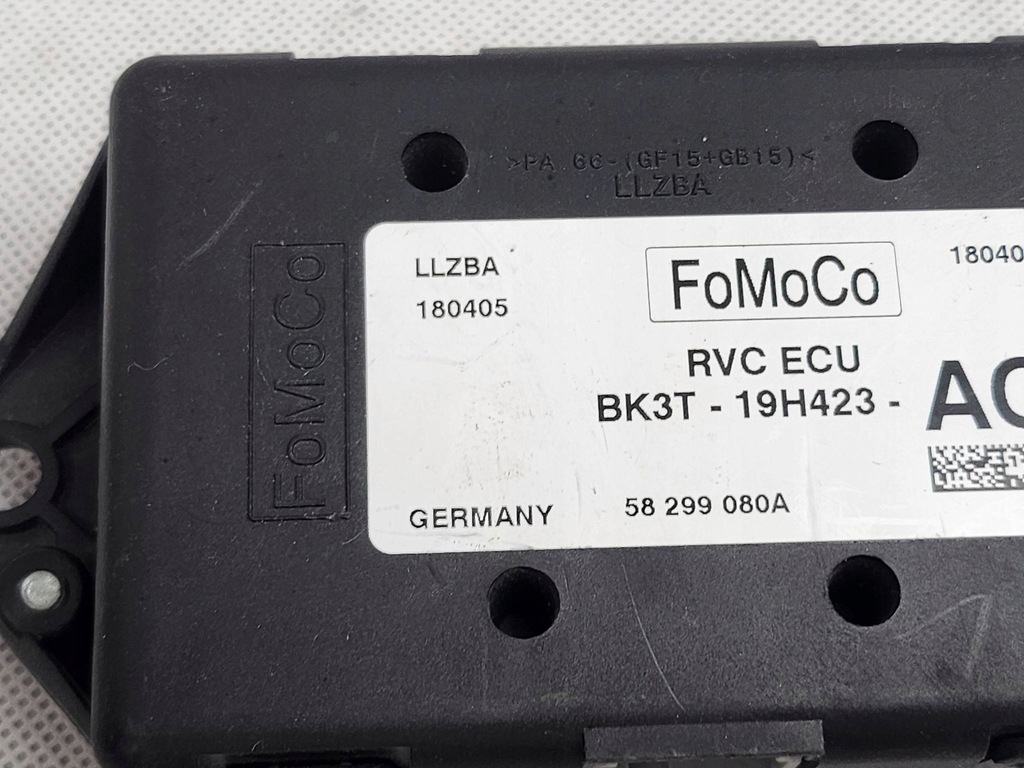 >PA 66-(GF15+GB15)<
LLZBA
FoMoCo
LLZBA
180405
FoMoCo
RVC ECU
BK3T - 19H423 -
GERMANY
58 299 080A